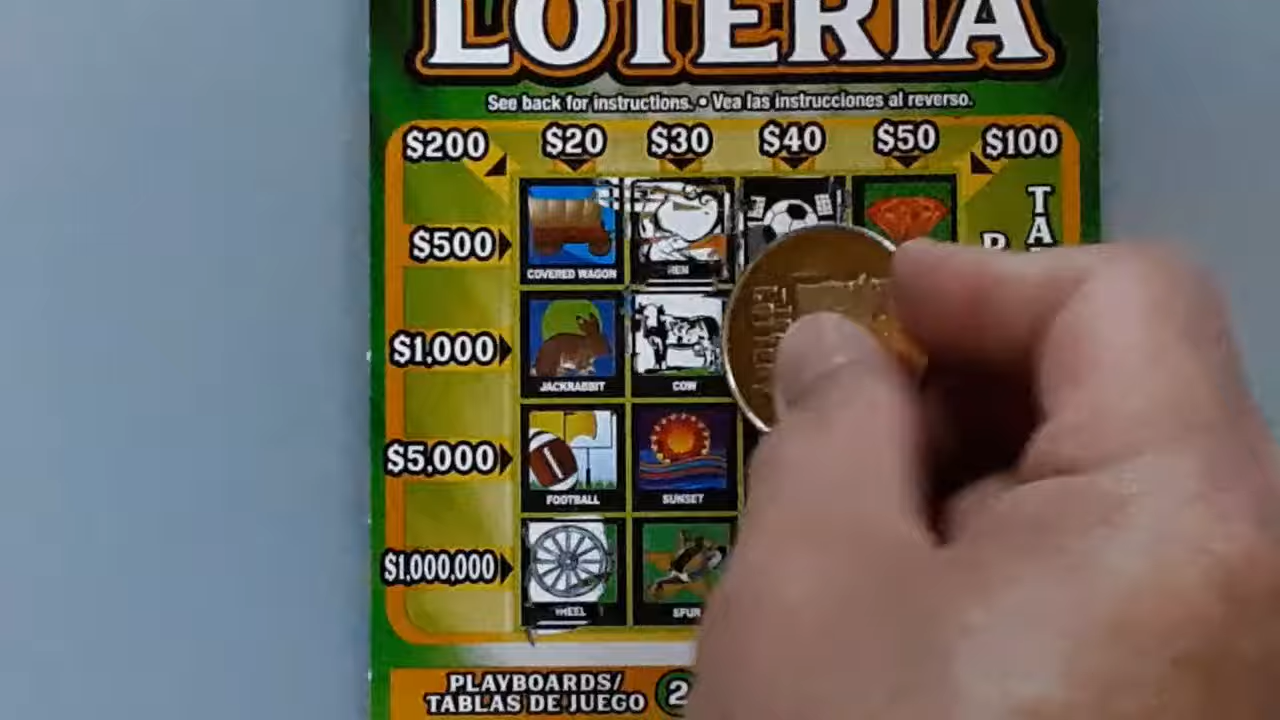 LOTERIA
See back for instructions. • Vea las instrucciones al reverso.
$200 $20 $30 $40 $50 $100
$500
COVERED WAGON HEN
$1,000
JACKRABBIT COW
$5,000
FOOTBALL SUNSET
$1,000,000
WHEEL SPUR
PLAYBOARDS/
TABLAS DE JUEGO 2